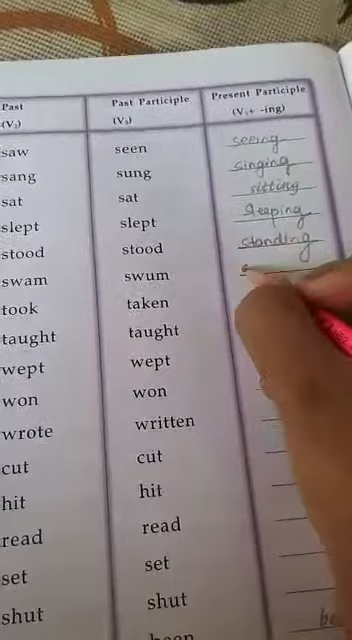 Past Past Participle Present Participle
(V₂) (V₃) (V₁+ -ing)
saw seen seeing
sang sung singing
sat sat sitting
slept slept sleeping
stood stood standing
swam swum
took taken
taught taught
wept wept
won won
wrote written
cut cut
hit hit
read read
set set
shut shut
been be